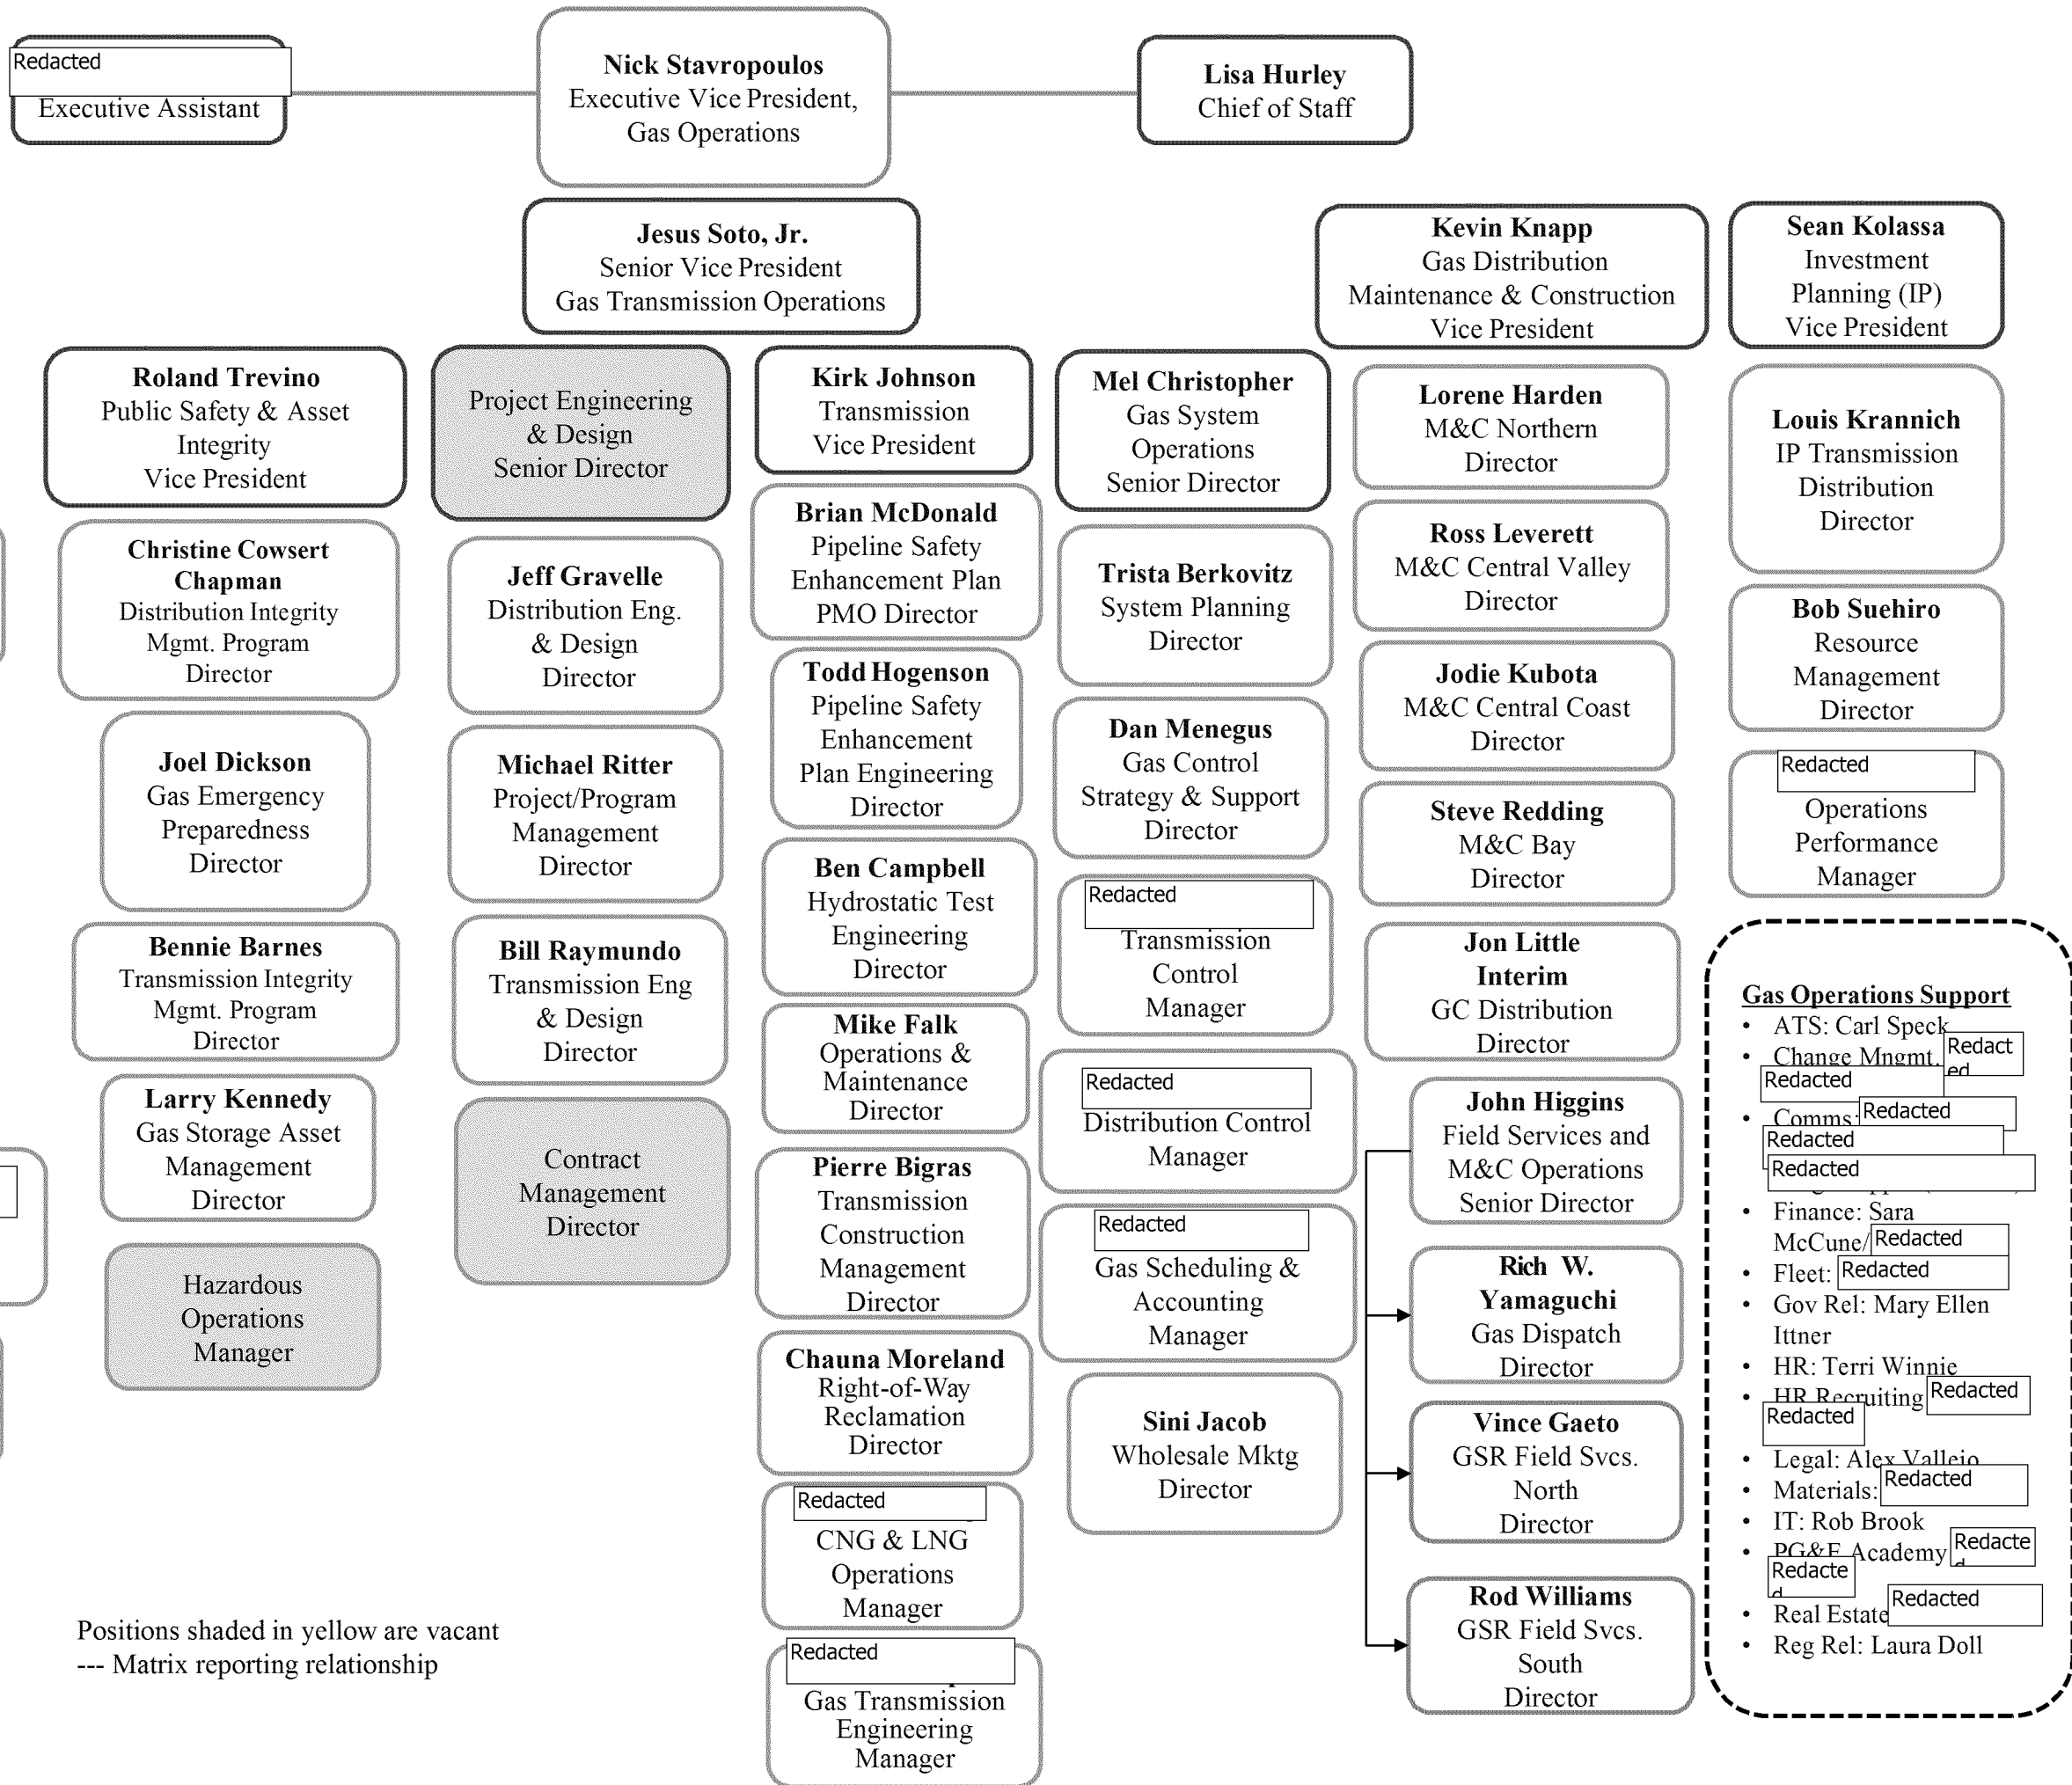 Redacted
Executive Assistant
Nick Stavropoulos
Executive Vice President,
Gas Operations
Lisa Hurley
Chief of Staff
Jesus Soto, Jr.
Senior Vice President
Gas Transmission Operations
Kevin Knapp
Gas Distribution
Maintenance & Construction
Vice President
Sean Kolassa
Investment
Planning (IP)
Vice President
Roland Trevino
Public Safety & Asset
Integrity
Vice President
Christine Cowsert
Chapman
Distribution Integrity
Mgmt. Program
Director
Joel Dickson
Gas Emergency
Preparedness
Director
Bennie Barnes
Transmission Integrity
Mgmt. Program
Director
Larry Kennedy
Gas Storage Asset
Management
Director
Hazardous
Operations
Manager
Project Engineering
& Design
Senior Director
Jeff Gravelle
Distribution Eng.
& Design
Director
Michael Ritter
Project/Program
Management
Director
Bill Raymundo
Transmission Eng
& Design
Director
Contract
Management
Director
Kirk Johnson
Transmission
Vice President
Brian McDonald
Pipeline Safety
Enhancement Plan
PMO Director
Todd Hogenson
Pipeline Safety
Enhancement
Plan Engineering
Director
Ben Campbell
Hydrostatic Test
Engineering
Director
Mike Falk
Operations &
Maintenance
Director
Pierre Bigras
Transmission
Construction
Management
Director
Chauna Moreland
Right-of-Way
Reclamation
Director
Redacted
CNG & LNG
Operations
Manager
Redacted
Gas Transmission
Engineering
Manager
Mel Christopher
Gas System
Operations
Senior Director
Trista Berkovitz
System Planning
Director
Dan Menegus
Gas Control
Strategy & Support
Director
Redacted
Transmission
Control
Manager
Redacted
Distribution Control
Manager
Redacted
Gas Scheduling &
Accounting
Manager
Sini Jacob
Wholesale Mktg
Director
Lorene Harden
M&C Northern
Director
Ross Leverett
M&C Central Valley
Director
Jodie Kubota
M&C Central Coast
Director
Steve Redding
M&C Bay
Director
Jon Little
Interim
GC Distribution
Director
John Higgins
Field Services and
M&C Operations
Senior Director
Rich W.
Yamaguchi
Gas Dispatch
Director
Vince Gaeto
GSR Field Svcs.
North
Director
Rod Williams
GSR Field Svcs.
South
Director
Louis Krannich
IP Transmission
Distribution
Director
Bob Suehiro
Resource
Management
Director
Redacted
Operations
Performance
Manager
Gas Operations Support
• ATS: Carl Speck
• Change Mngmt. Redacted
Redacted
• Comms: Redacted
Redacted
Redacted
• Finance: Sara
McCune/ Redacted
• Fleet: Redacted
• Gov Rel: Mary Ellen
Ittner
• HR: Terri Winnie
• HR Recruiting Redacted
Redacted
• Legal: Alex Vallejo
• Materials: Redacted
• IT: Rob Brook
• PG&E Academy Redacted
Redacted
• Real Estate Redacted
• Reg Rel: Laura Doll
Positions shaded in yellow are vacant
--- Matrix reporting relationship